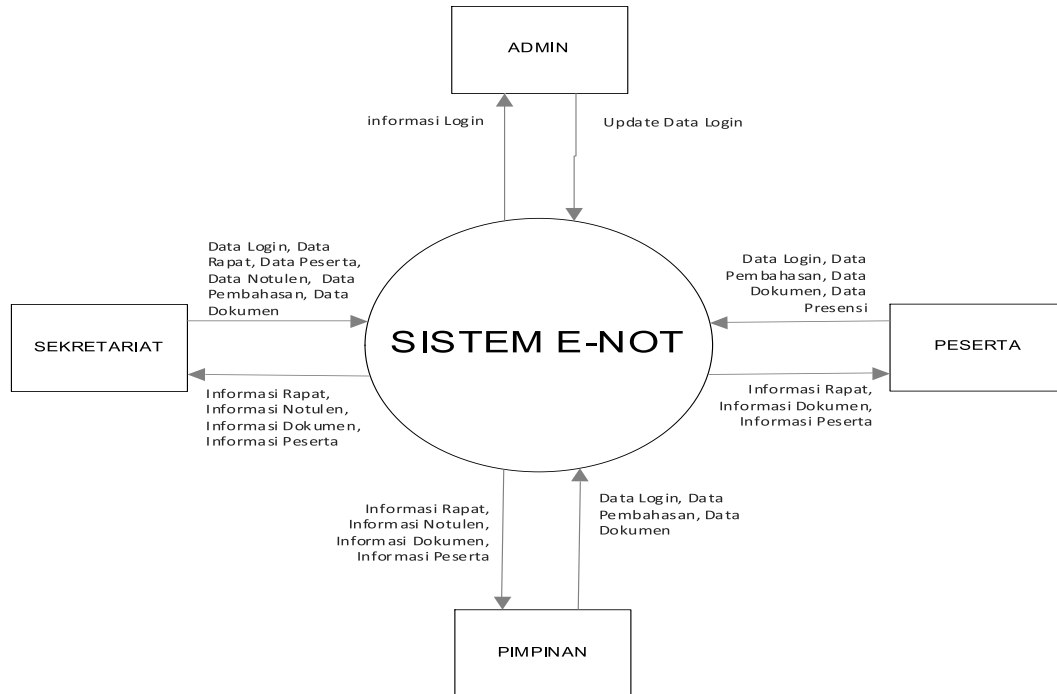 ADMIN
informasi Login
Update Data Login
Data Login, Data
Rapat, Data Peserta,
Data Notulen, Data
Pembahasan, Data
Dokumen
Data Login, Data
Pembahasan, Data
Dokumen, Data
Presensi
SEKRETARIAT
SISTEM E-NOT
PESERTA
Informasi Rapat,
Informasi Notulen,
Informasi Dokumen,
Informasi Peserta
Informasi Rapat,
Informasi Dokumen,
Informasi Peserta
Informasi Rapat,
Informasi Notulen,
Informasi Dokumen,
Informasi Peserta
Data Login, Data
Pembahasan, Data
Dokumen
PIMPINAN